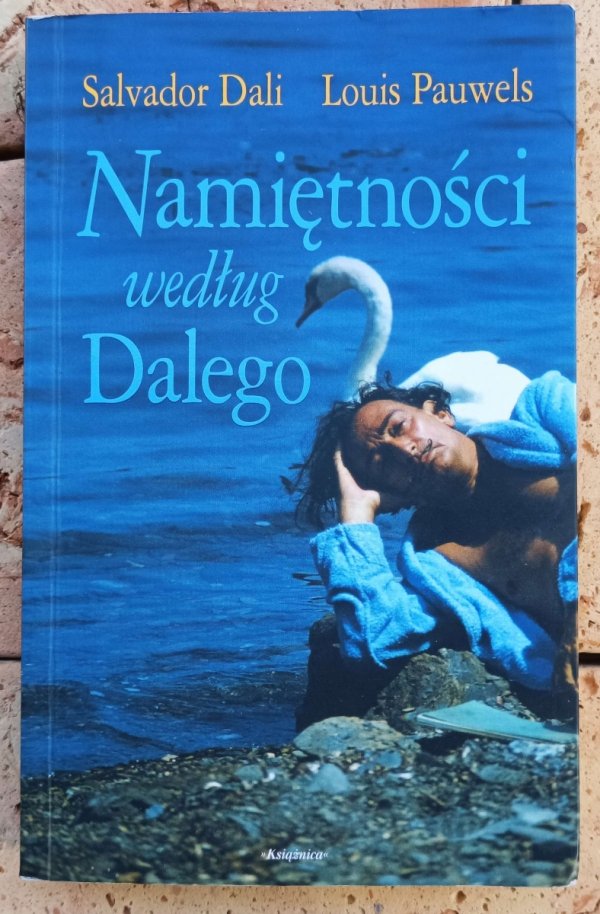 Salvador Dali Louis Pauwels
Namiętności
według
Dalego
»Książnica«